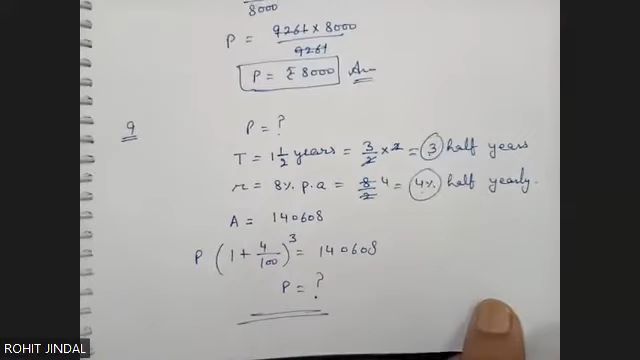 8000
P = 9261 x 8000
9261
P = ₹ 8000 Ans
9
P = ?
T = 1 1/2 years = 3/2 x 2 = 3 half years
r = 8% p.a = 8/2 4 = 4% half yearly.
A = 140608
P (1 + 4/100)^3 = 140608
P = ?
ROHIT JINDAL